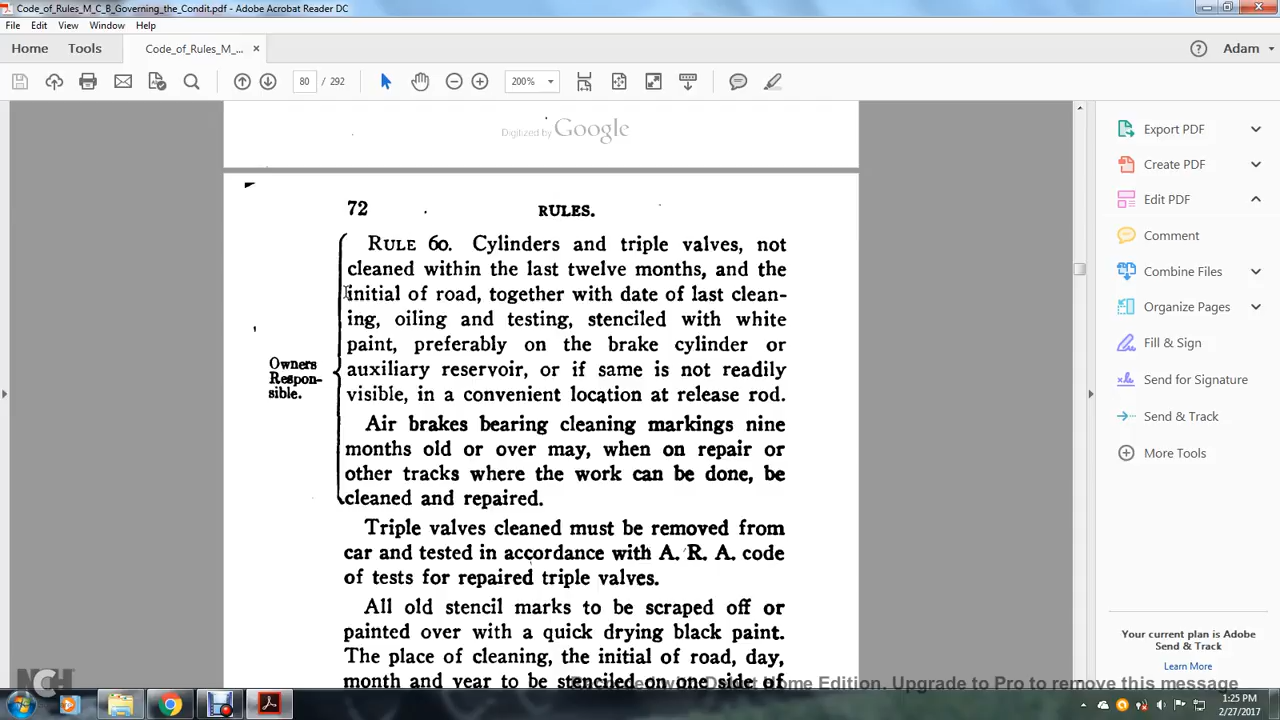 Code_of_Rules_M_C_B_Governing_the_Condit.pdf - Adobe Acrobat Reader DC
File Edit View Window Help
Home Tools Code_of_Rules_M_... × Adam
80 / 292 200%
Digitized by Google
72 RULES.
RULE 60. Cylinders and triple valves, not
cleaned within the last twelve months, and the
initial of road, together with date of last clean-
ing, oiling and testing, stenciled with white
paint, preferably on the brake cylinder or
auxiliary reservoir, or if same is not readily
visible, in a convenient location at release rod.
Owners
Respon-
sible.
Air brakes bearing cleaning markings nine
months old or over may, when on repair or
other tracks where the work can be done, be
cleaned and repaired.
Triple valves cleaned must be removed from
car and tested in accordance with A. R. A. code
of tests for repaired triple valves.
All old stencil marks to be scraped off or
painted over with a quick drying black paint.
The place of cleaning, the initial of road, day,
month and year to be stenciled on one side of
Export PDF
Create PDF
Edit PDF
Comment
Combine Files
Organize Pages
Fill & Sign
Send for Signature
Send & Track
More Tools
Your current plan is Adobe
Send & Track
Learn More
NCH
Home Edition. Upgrade to Pro to remove this message
1:25 PM
2/27/2017